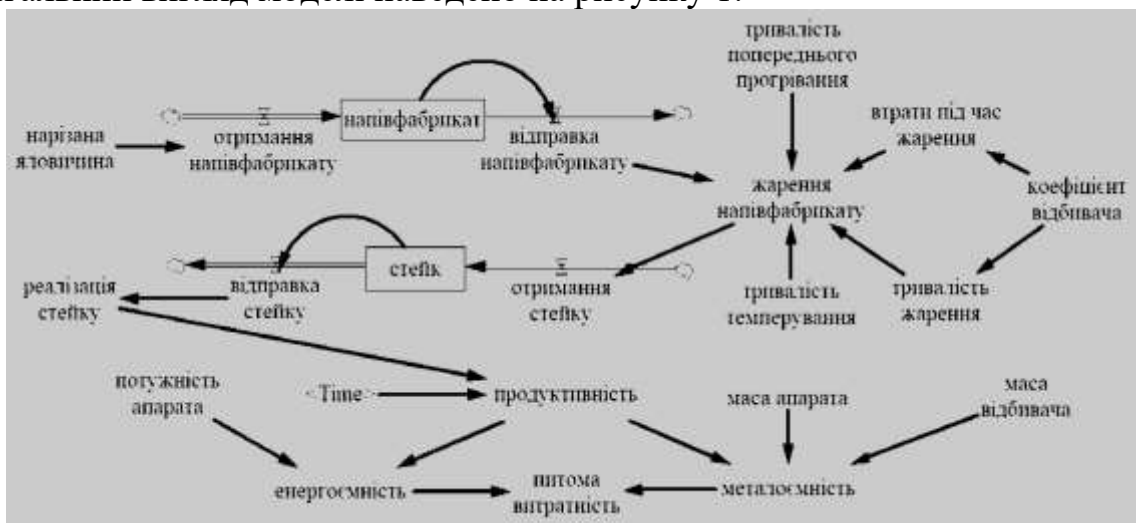 загальний вигляд моделі наведено на рисунку 1.
тривалість
попереднього
прогрівання
напівфабрикат
втрати під час
жарення
нарізана
яловичина
отримання
напівфабрикату
відправка
напівфабрикату
жарення
напівфабрикату
коефіцієнт
відбивача
стейк
реалізація
стейку
відправка
стейку
отримання
стейку
тривалість
темперування
тривалість
жарення
потужність
апарата
<Time>
продуктивність
маса апарата
маса
відбивача
енергоємність
питома
витратність
металоємність